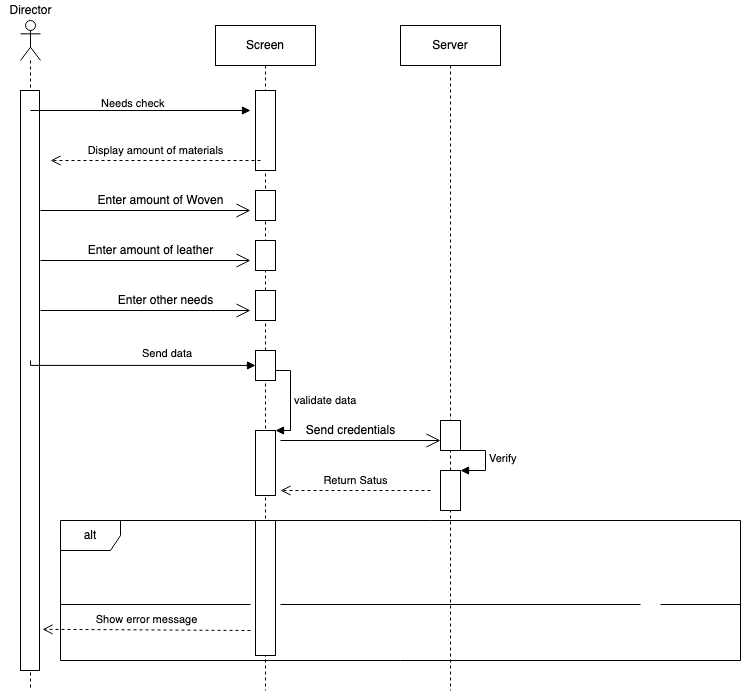 Director
Screen
Server
Needs check
Display amount of materials
Enter amount of Woven
Enter amount of leather
Enter other needs
Send data
validate data
Send credentials
Verify
Return Satus
alt
Show error message